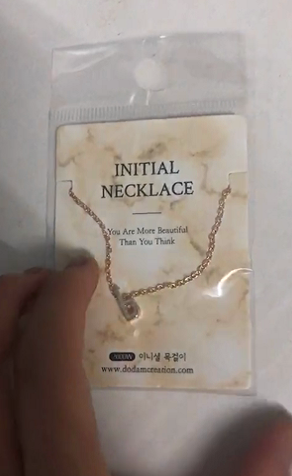 INITIAL
NECKLACE
You Are More Beautiful
Than You Think
이니셜 목걸이
www.dodamcreation.com